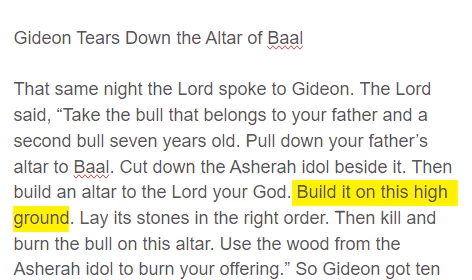 Gideon Tears Down the Altar of Baal
That same night the Lord spoke to Gideon. The Lord
said, “Take the bull that belongs to your father and a
second bull seven years old. Pull down your father’s
altar to Baal. Cut down the Asherah idol beside it. Then
build an altar to the Lord your God. Build it on this high
ground. Lay its stones in the right order. Then kill and
burn the bull on this altar. Use the wood from the
Asherah idol to burn your offering.” So Gideon got ten